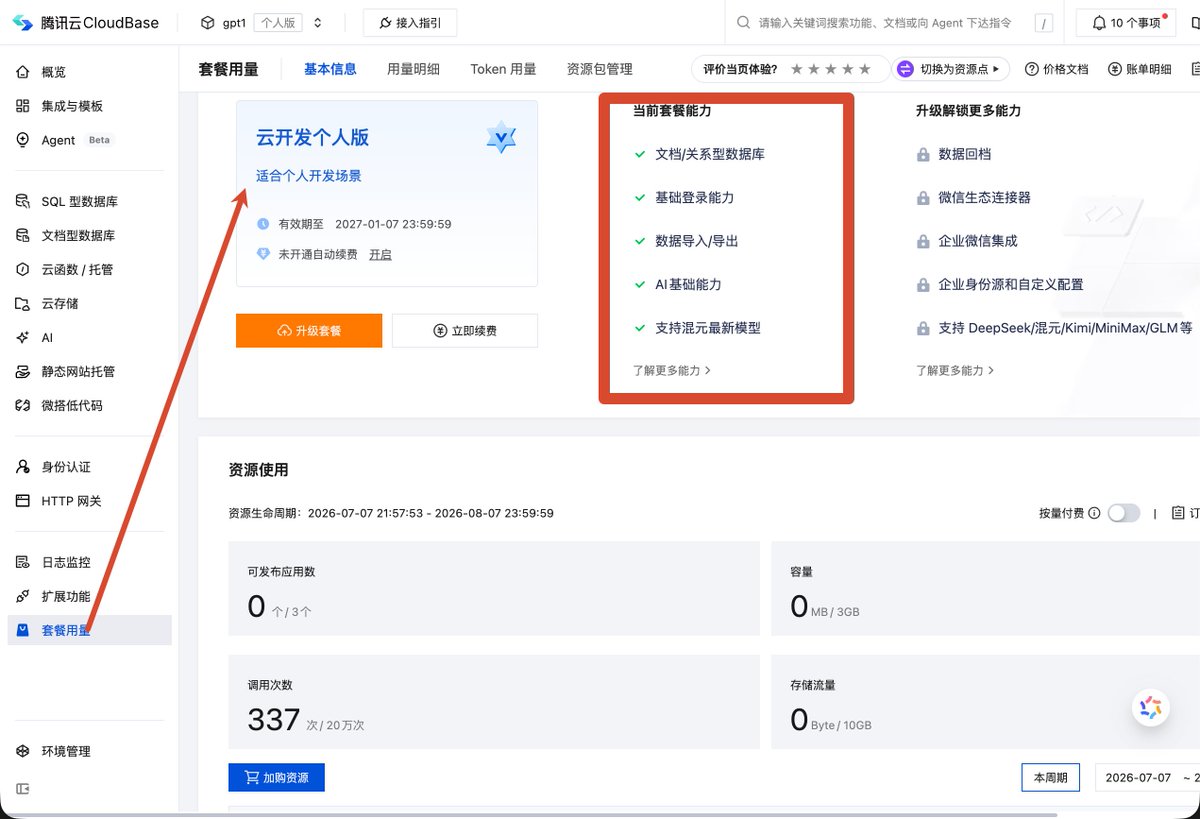 腾讯云CloudBase
gpt1 个人版
接入指引
请输入关键词搜索功能、文档或向 Agent 下达指令 /
10 个事项
概览
集成与模板
Agent Beta
SQL 型数据库
文档型数据库
云函数 / 托管
云存储
AI
静态网站托管
微搭低代码
身份认证
HTTP 网关
日志监控
扩展功能
套餐用量
环境管理
套餐用量 基本信息 用量明细 Token 用量 资源包管理
评价当页体验? ★ ★ ★ ★ ★
切换为资源点
价格文档
账单明细
云开发个人版
适合个人开发场景
有效期至 2027-01-07 23:59:59
未开通自动续费 开启
升级套餐
立即续费
当前套餐能力
文档/关系型数据库
基础登录能力
数据导入/导出
AI基础能力
支持混元最新模型
了解更多能力 >
升级解锁更多能力
数据回档
微信生态连接器
企业微信集成
企业身份源和自定义配置
支持 DeepSeek/混元/Kimi/MiniMax/GLM 等
了解更多能力 >
资源使用
资源生命周期: 2026-07-07 21:57:53 - 2026-08-07 23:59:59
按量付费 | 订
可发布应用数
0 个 / 3 个
容量
0 MB / 3GB
调用次数
337 次 / 20 万次
存储流量
0 Byte / 10GB
加购资源
本周期
2026-07-07 ~ 2